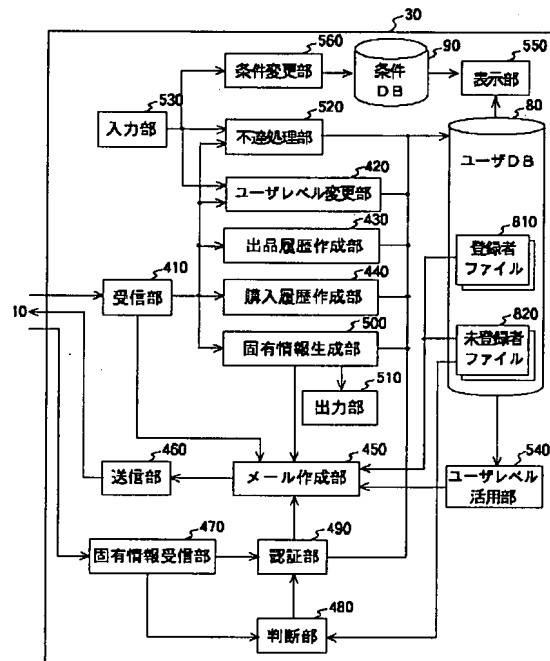 30
560
条件変更部
90
条件
DB
550
表示部
530
入力部
520
不達処理部
80
ユーザDB
420
ユーザレベル変更部
430
出品履歴作成部
810
登録者
ファイル
410
受信部
10
440
購入履歴作成部
820
未登録者
ファイル
500
固有情報生成部
510
出力部
460
送信部
450
メール作成部
540
ユーザレベル
活用部
470
固有情報受信部
490
認証部
480
判断部